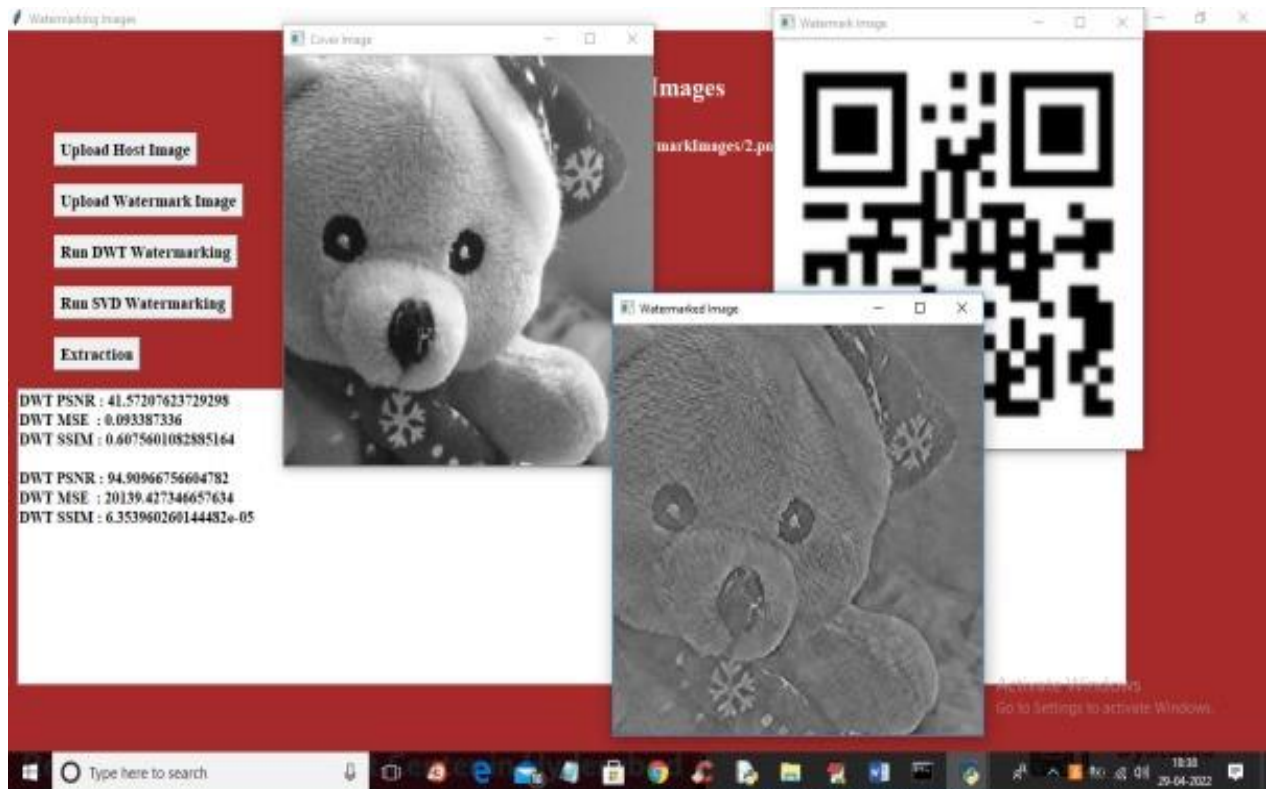 Watermarking Images
Cover Image
Watermark Image
Images
markImages/2.pn
Upload Host Image
Upload Watermark Image
Run DWT Watermarking
Run SVD Watermarking
Extraction
Watermarked Image
DWT PSNR : 41.57207623729298
DWT MSE : 0.093387336
DWT SSIM : 0.6075601082885164
DWT PSNR : 94.90966756604782
DWT MSE : 20139.427346657634
DWT SSIM : 6.353960260144482e-05
Activate Windows
Go to Settings to activate Windows.
Type here to search
18:38
29-04-2022